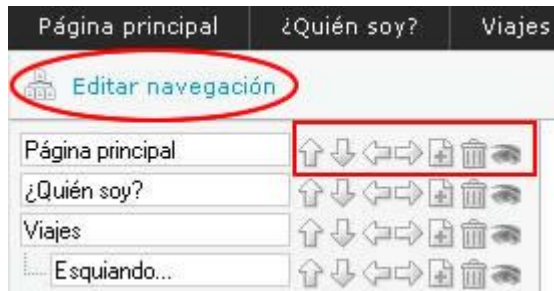 Página principal ¿Quién soy? Viajes
Editar navegación
Página principal
¿Quién soy?
Viajes
Esquiando...